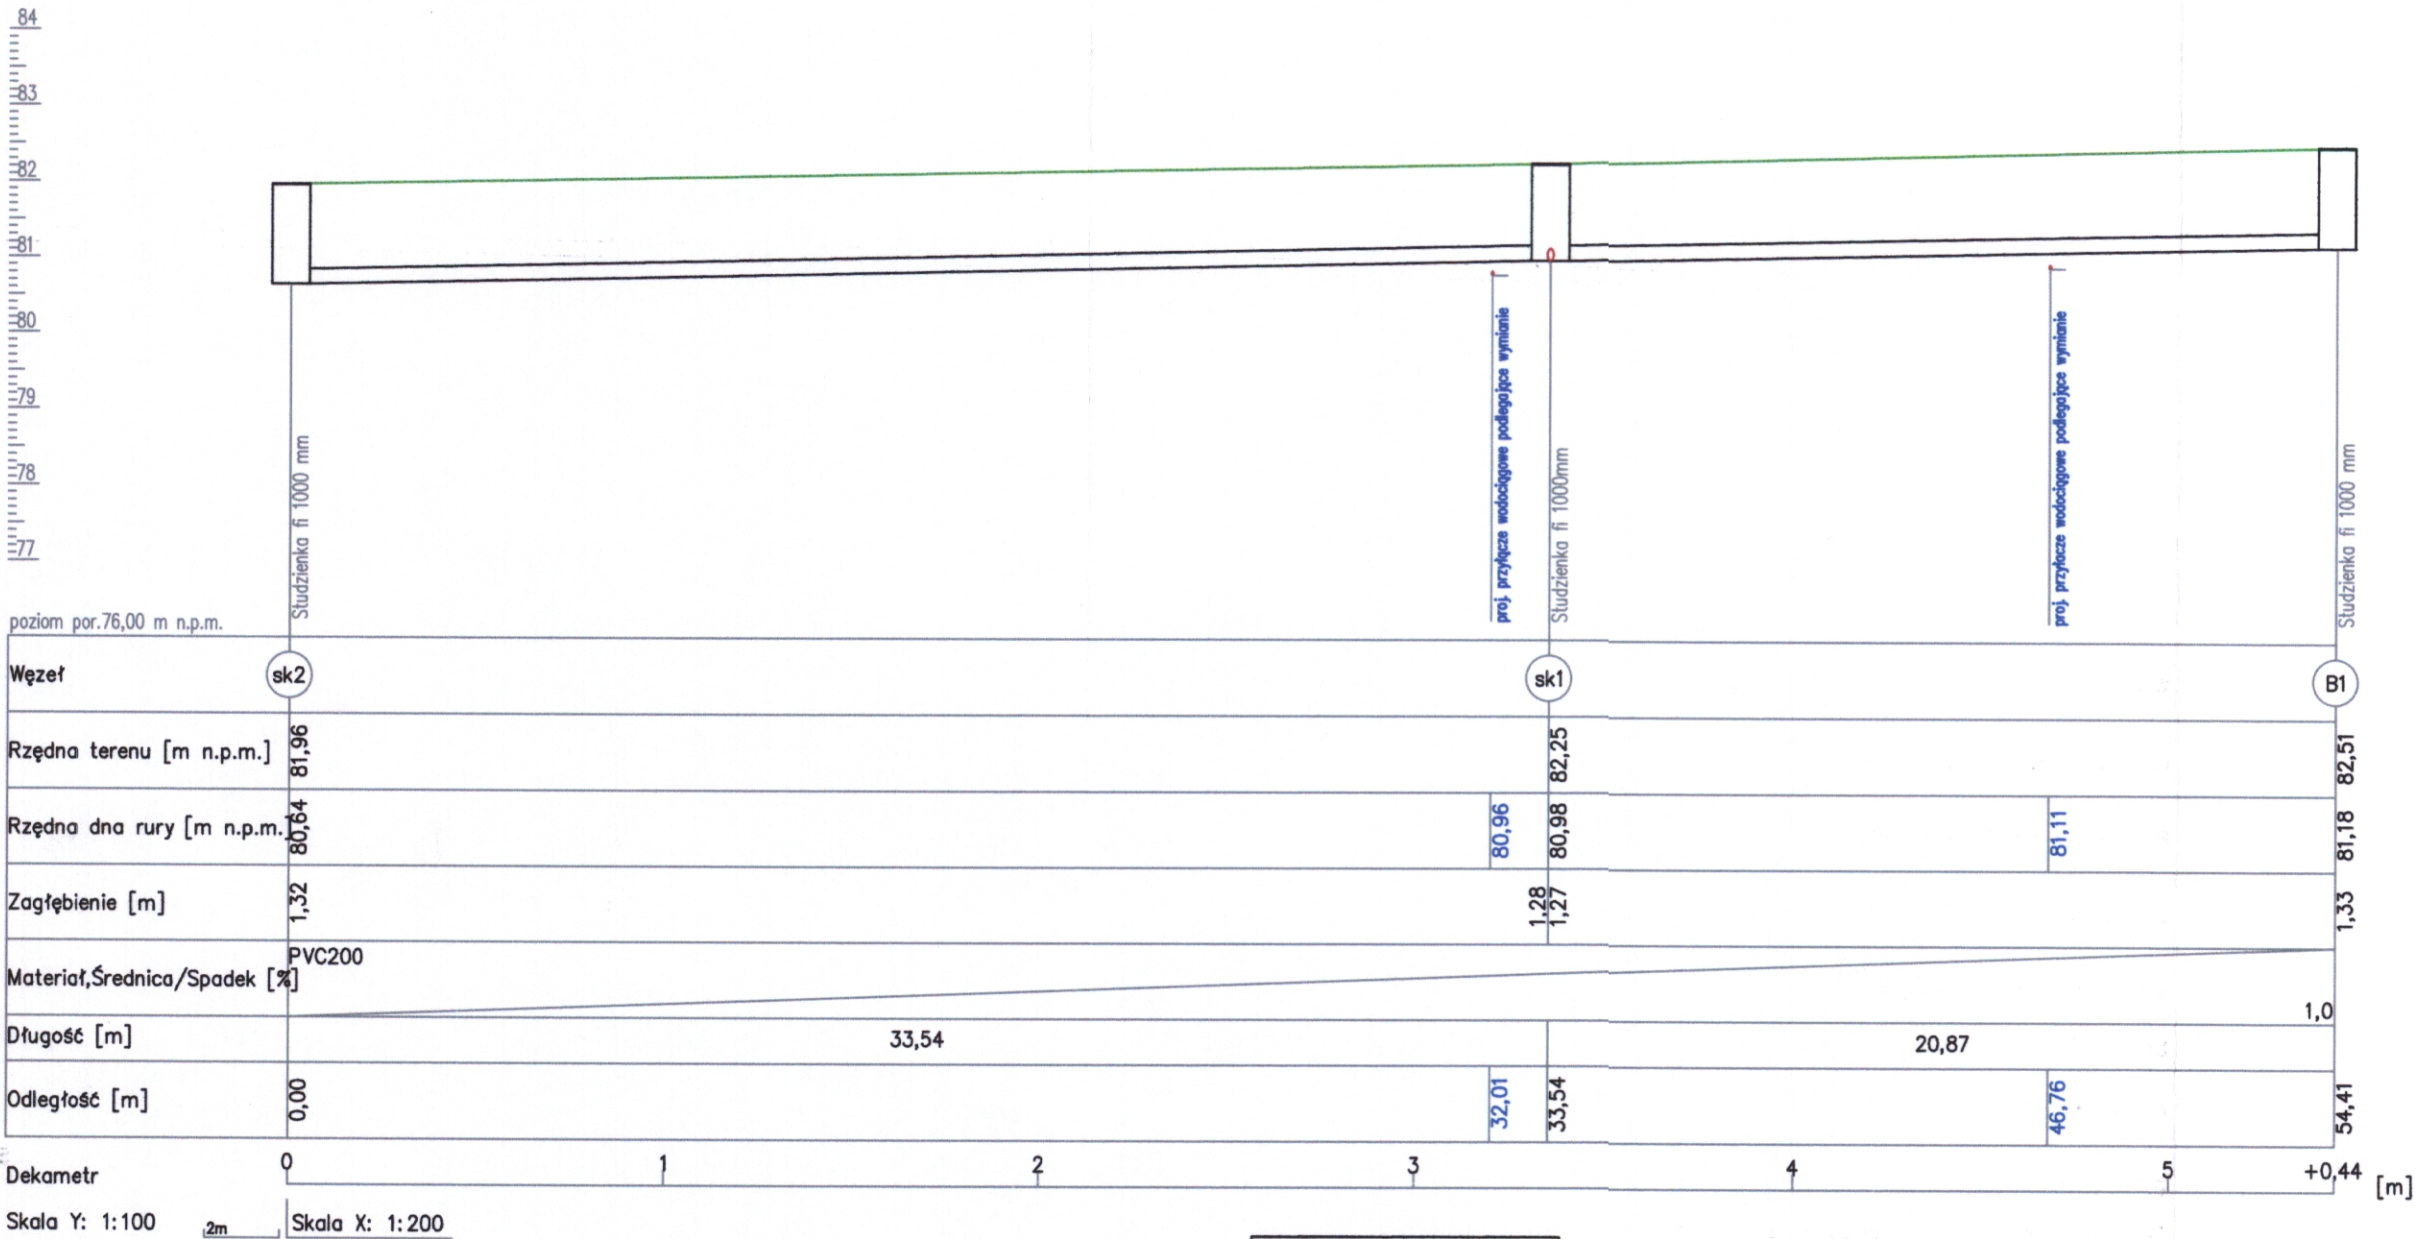 84
83
82
81
80
79
78
77
0
Studzienka fi 1000 mm
proj. przyłącze wodociągowe podlegające wymianie
Studzienka fi 1000mm
proj. przyłącze wodociągowe podlegające wymianie
Studzienka fi 1000 mm
poziom por.76,00 m n.p.m.
Węzeł sk2 sk1 B1
Rzędna terenu [m n.p.m.] 81,96 82,25 82,51
Rzędna dna rury [m n.p.m.] 80,64 80,96 80,98 81,11 81,18
Zagłębienie [m] 1,32 1,28 1,27 1,33
PVC200
Materiał,Średnica/Spadek [%]
1,0
Długość [m] 33,54 20,87
Odległość [m] 0,00 32,01 33,54 46,76 54,41
Dekametr 0 1 2 3 4 5 +0,44 [m]
Skala Y: 1:100 2m Skala X: 1:200